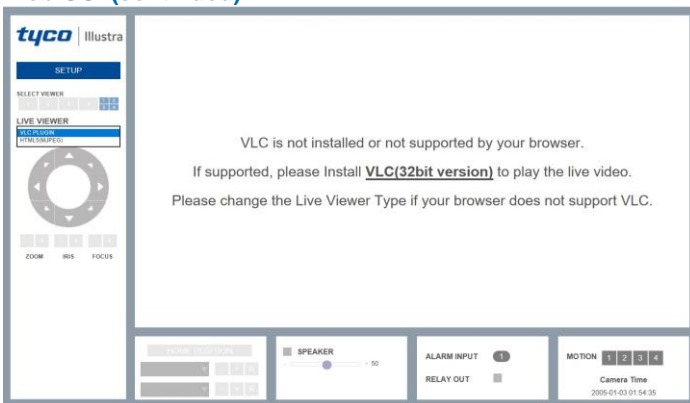 tyco | Illustra
SETUP
SELECT VIEWER
LIVE VIEWER
VLC PLUGIN
HTML5(MJPEG)
ZOOM IRIS FOCUS
VLC is not installed or not supported by your browser.
If supported, please Install VLC(32bit version) to play the live video.
Please change the Live Viewer Type if your browser does not support VLC.
HOME POSITION
SPEAKER
- + 50
ALARM INPUT 1
RELAY OUT
MOTION 1 2 3 4
Camera Time
2005-01-03 01:54:35